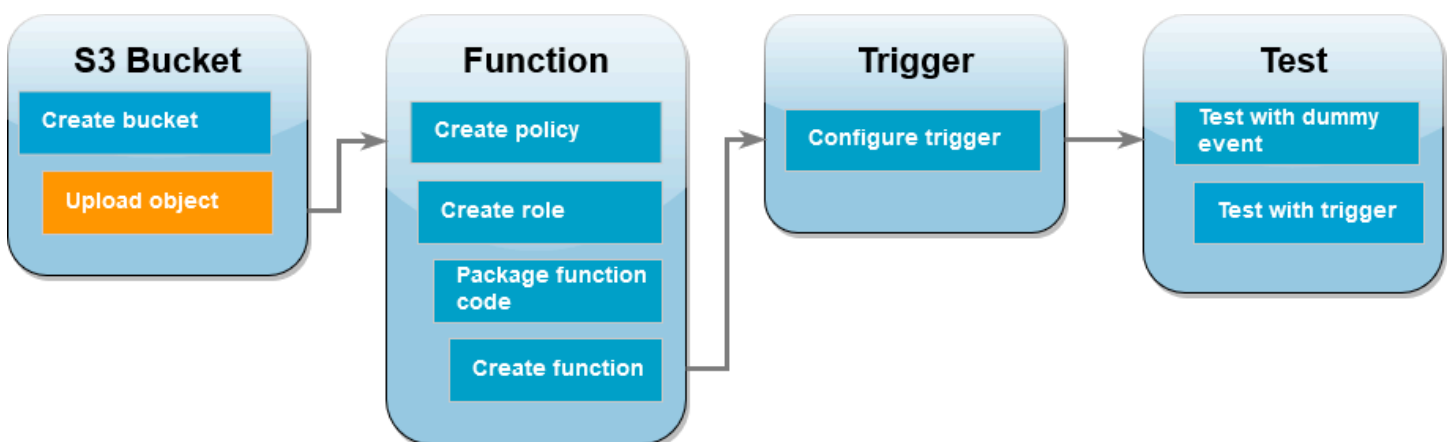 S3 Bucket
Create bucket
Upload object
Function
Create policy
Create role
Package function
code
Create function
Trigger
Configure trigger
Test
Test with dummy
event
Test with trigger